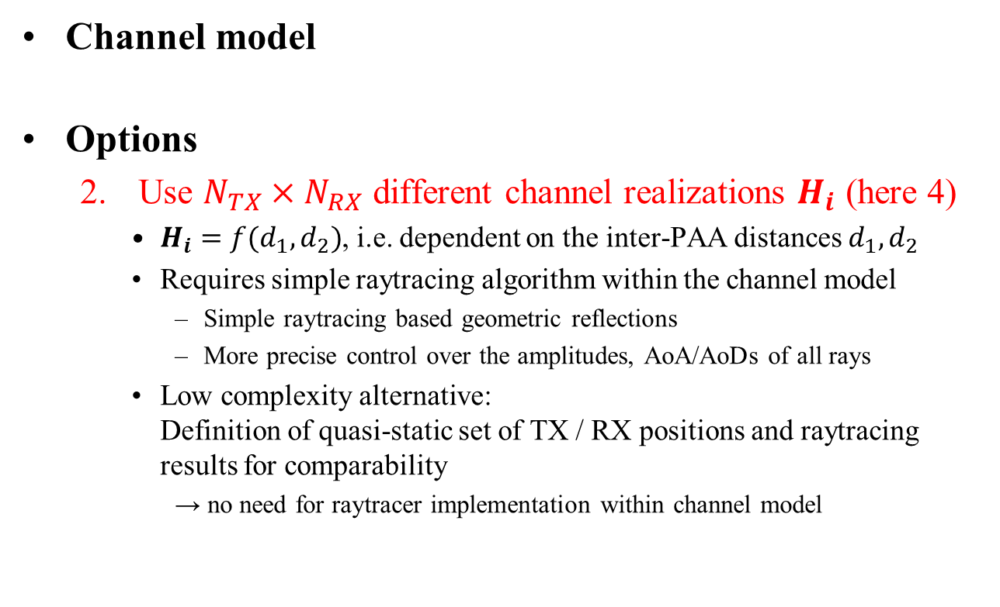 • Channel model
• Options
2. Use $N_{TX} \times N_{RX}$ different channel realizations $\boldsymbol{H_i}$ (here 4)
• $\boldsymbol{H_i} = f(d_1, d_2)$, i.e. dependent on the inter-PAA distances $d_1, d_2$
• Requires simple raytracing algorithm within the channel model
– Simple raytracing based geometric reflections
– More precise control over the amplitudes, AoA/AoDs of all rays
• Low complexity alternative:
Definition of quasi-static set of TX / RX positions and raytracing
results for comparability
→ no need for raytracer implementation within channel model